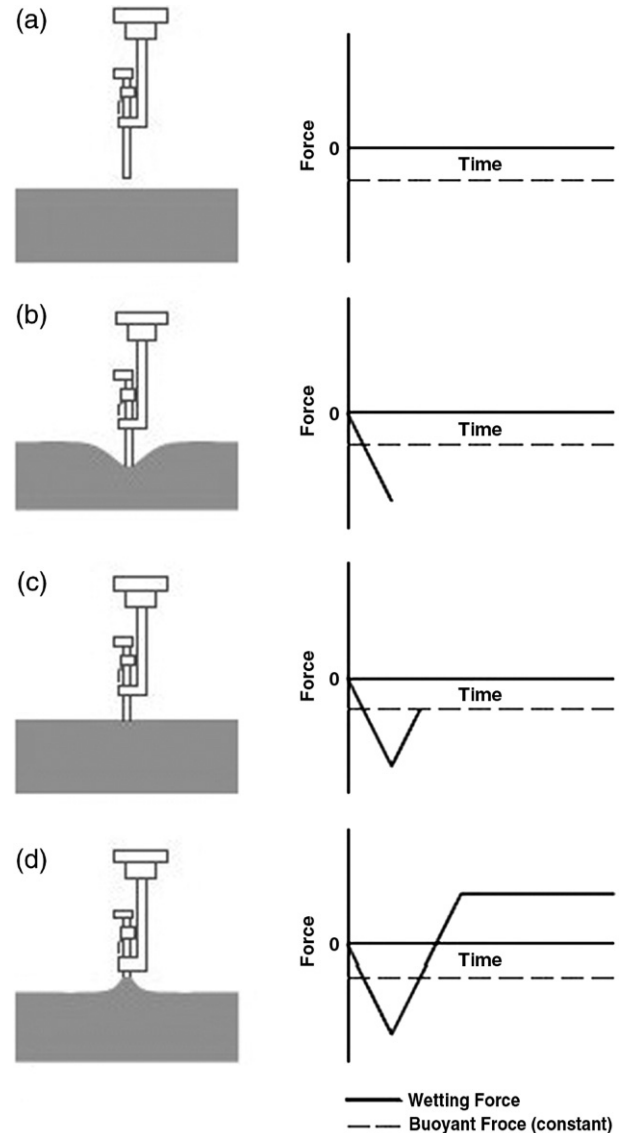 (a)
Force
0
Time
(b)
Force
0
Time
(c)
Force
0
Time
(d)
Force
0
Time
Wetting Force
Buoyant Froce (constant)